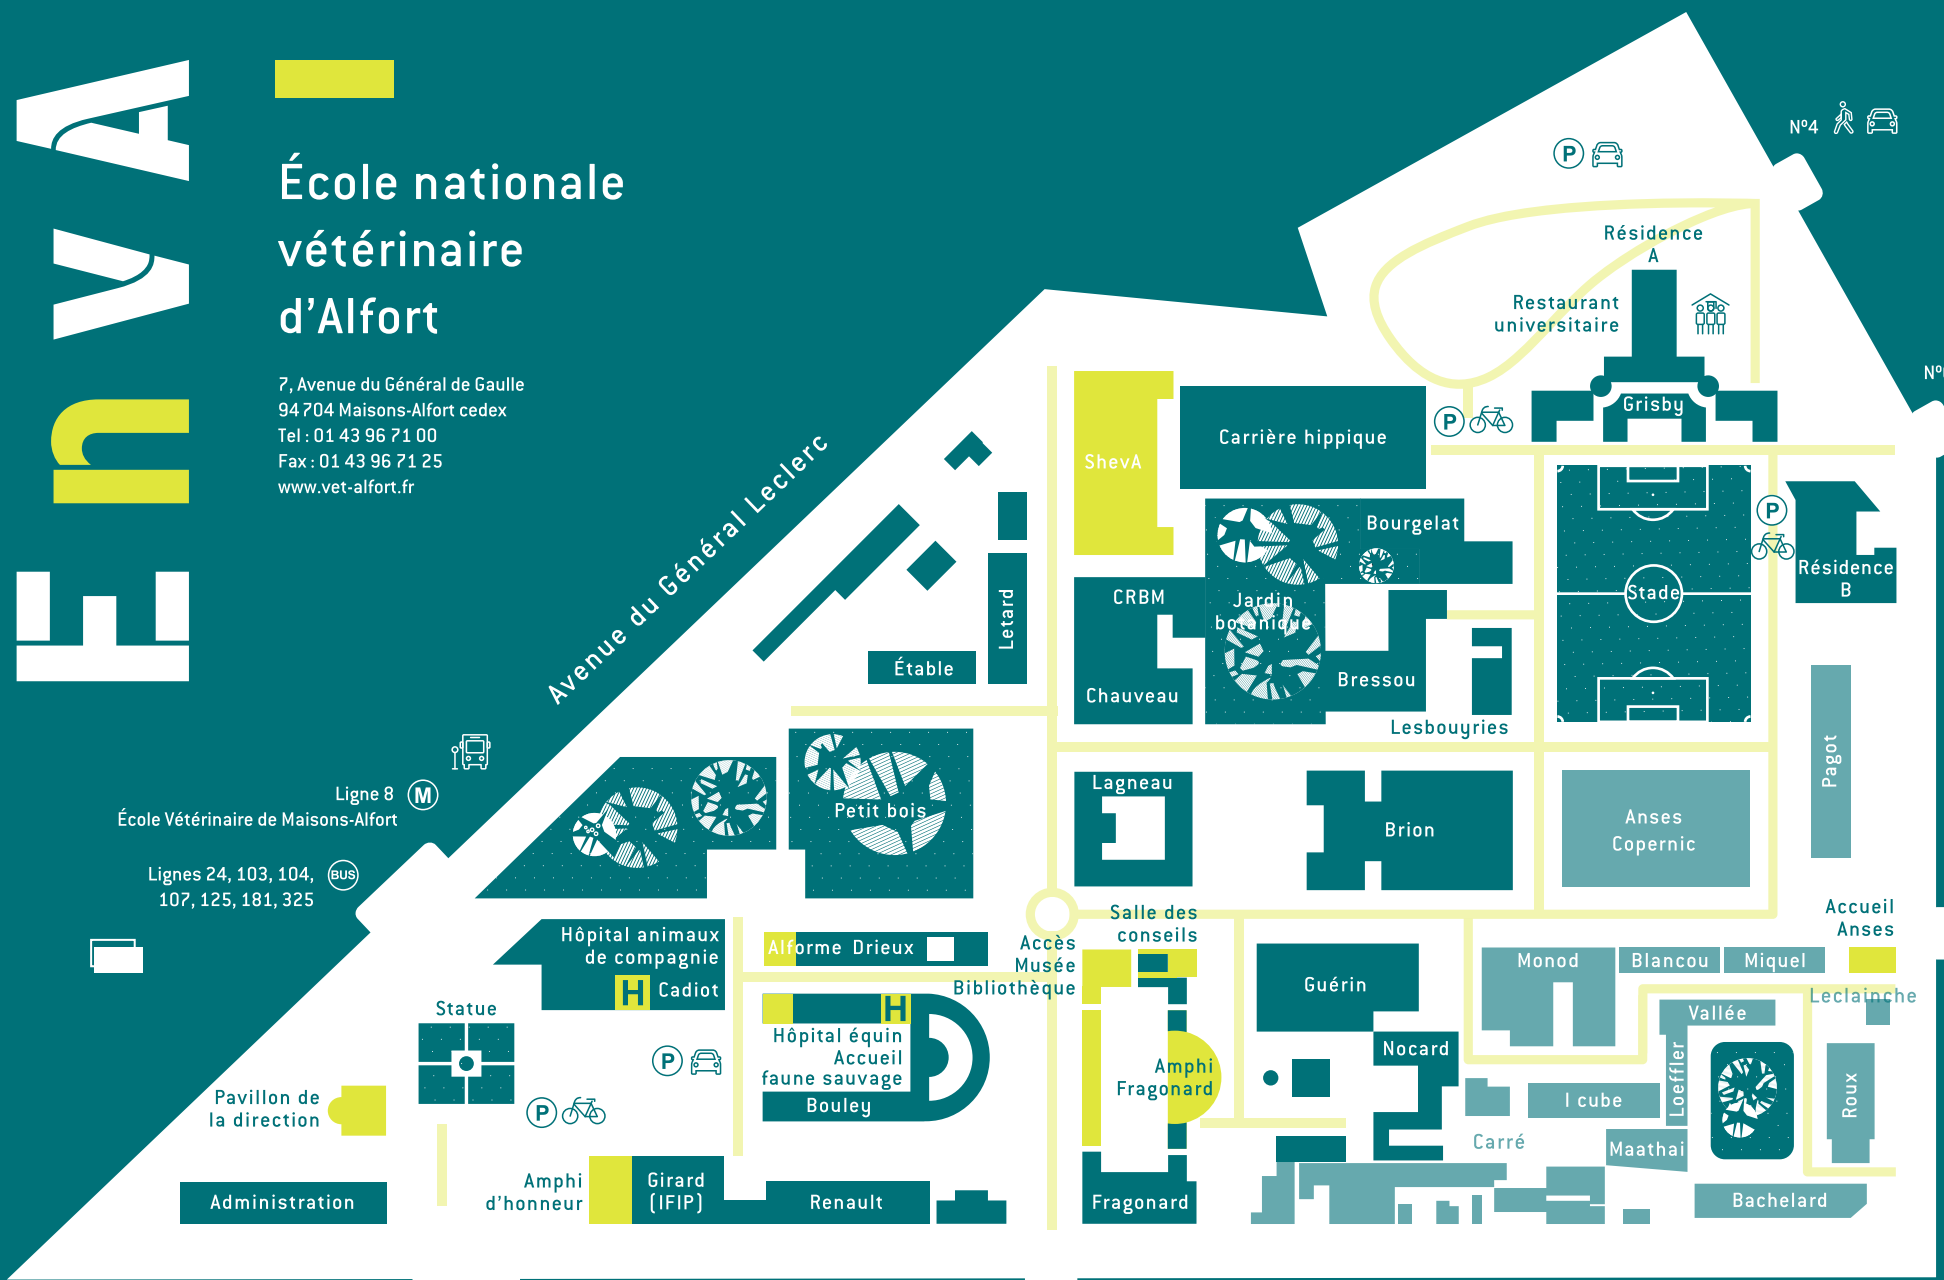 EnVA
École nationale
vétérinaire
d'Alfort
7, Avenue du Général de Gaulle
94 704 Maisons-Alfort cedex
Tel : 01 43 96 71 00
Fax : 01 43 96 71 25
www.vet-alfort.fr
Avenue du Général Leclerc
Ligne 8 M
École Vétérinaire de Maisons-Alfort
Lignes 24, 103, 104, BUS
107, 125, 181, 325
Nº4
P
Résidence
A
Restaurant
universitaire
Grisby
P
ShevA
Carrière hippique
Bourgelat
P
Résidence
B
Stade
CRBM
Jardin
botanique
Letard
Étable
Chauveau
Bressou
Lesbouyries
Pagot
Petit bois
Lagneau
Brion
Anses
Copernic
Accueil
Anses
Salle des
conseils
Hôpital animaux
de compagnie
H Cadiot
Alforme Drieux
Accès
Musée
Bibliothèque
Guérin
Monod
Blancou
Miquel
Leclainche
Statue
H
Hôpital équin
Accueil
faune sauvage
Bouley
P
Vallée
Nocard
Loeffler
Amphi
Fragonard
Pavillon de
la direction
P
I cube
Roux
Carré
Maathai
Amphi
d'honneur
Girard
(IFIP)
Administration
Renault
Fragonard
Bachelard